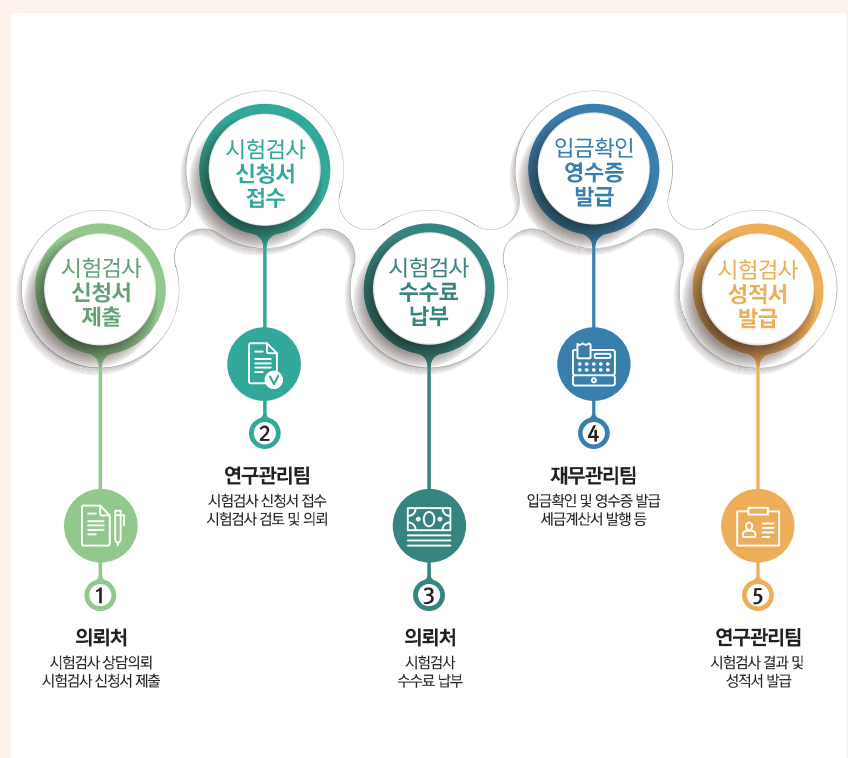 시험검사
신청서
제출
1
의뢰처
시험검사 상담의뢰
시험검사 신청서 제출
시험검사
신청서
접수
2
연구관리팀
시험검사 신청서 접수
시험검사 검토 및 의뢰
시험검사
수수료
납부
3
의뢰처
시험검사
수수료 납부
입금확인
영수증
발급
4
재무관리팀
입금확인 및 영수증 발급
세금계산서 발행 등
시험검사
성적서
발급
5
연구관리팀
시험검사 결과 및
성적서 발급